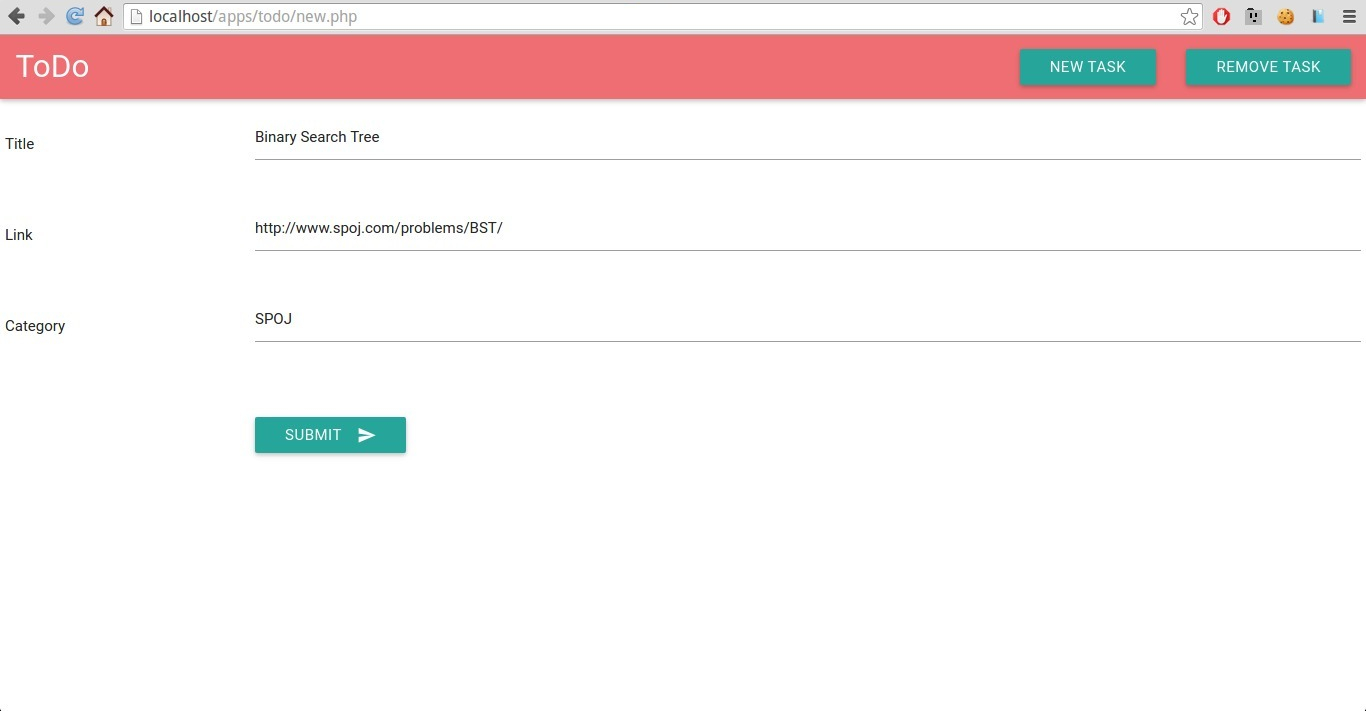 localhost/apps/todo/new.php
ToDo NEW TASK REMOVE TASK
Title Binary Search Tree
Link http://www.spoj.com/problems/BST/
Category SPOJ
SUBMIT